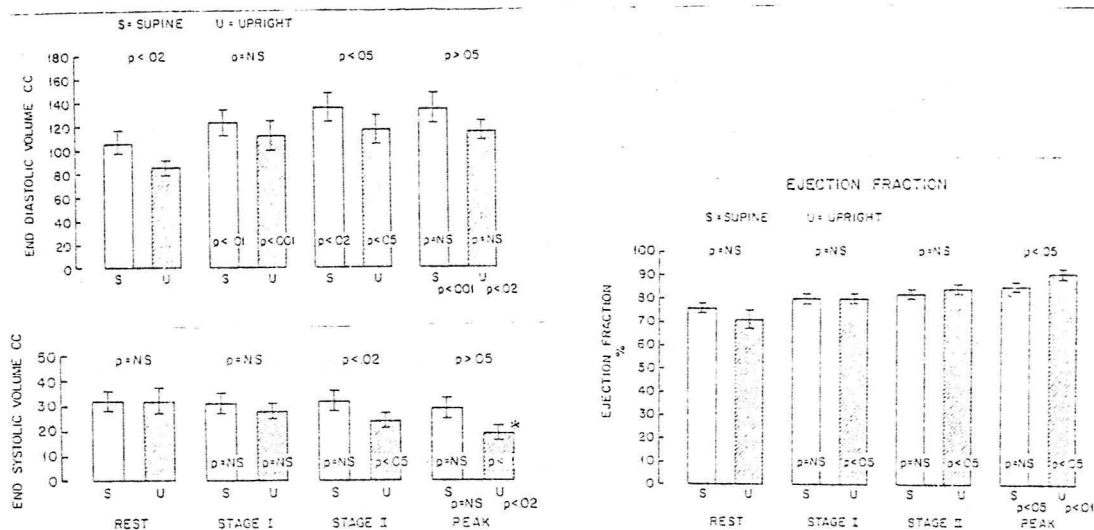 S = SUPINE U = UPRIGHT
p<.02 p=NS p<.05 p>.05
END DIASTOLIC VOLUME CC
180
160
140
120
100
80
60
40
20
0
p<.01 p<.001 p<.02 p<.05 p=NS p=NS
S U S U S U S U
p<.001 p<.02
p=NS p=NS p<.02 p>.05
END SYSTOLIC VOLUME CC
50
40
30
20
10
0
*
p=NS p=NS p=NS p<.05 p=NS p<
S U S U S U S U
p=NS p<.02
REST STAGE I STAGE II PEAK
EJECTION FRACTION
S = SUPINE U = UPRIGHT
p=NS p=NS p=NS p<.05
EJECTION FRACTION
%
100
90
80
70
60
50
40
30
20
10
0
p=NS p<.05 p=NS p<.05 p=NS p<.05
S U S U S U S U
p<.05 p<.01
REST STAGE I STAGE II PEAK